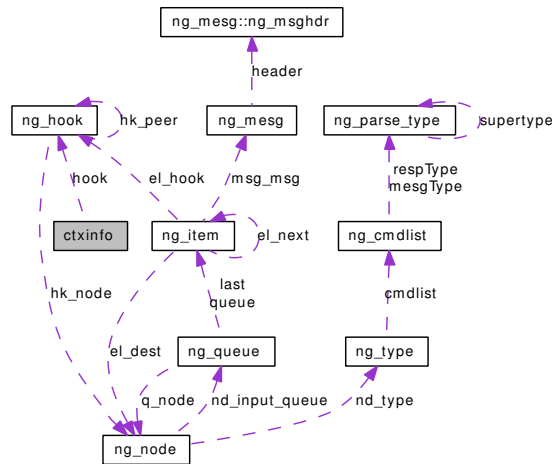 ng_mesg::ng_msghdr
header
ng_hook
hk_peer
ng_mesg
ng_parse_type
supertype
hook
el_hook
msg_msg
respType
mesgType
ctxinfo
ng_item
el_next
ng_cmdlist
hk_node
last
queue
cmdlist
el_dest
ng_queue
ng_type
q_node
nd_input_queue
nd_type
ng_node